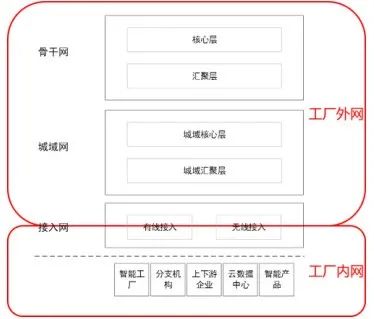 骨干网
核心层
汇聚层
工厂外网
城域网
城域核心层
城域汇聚层
接入网
有线接入
无线接入
工厂内网
智能工
厂
分支机
构
上下游
企业
云数据
中心
智能产
品